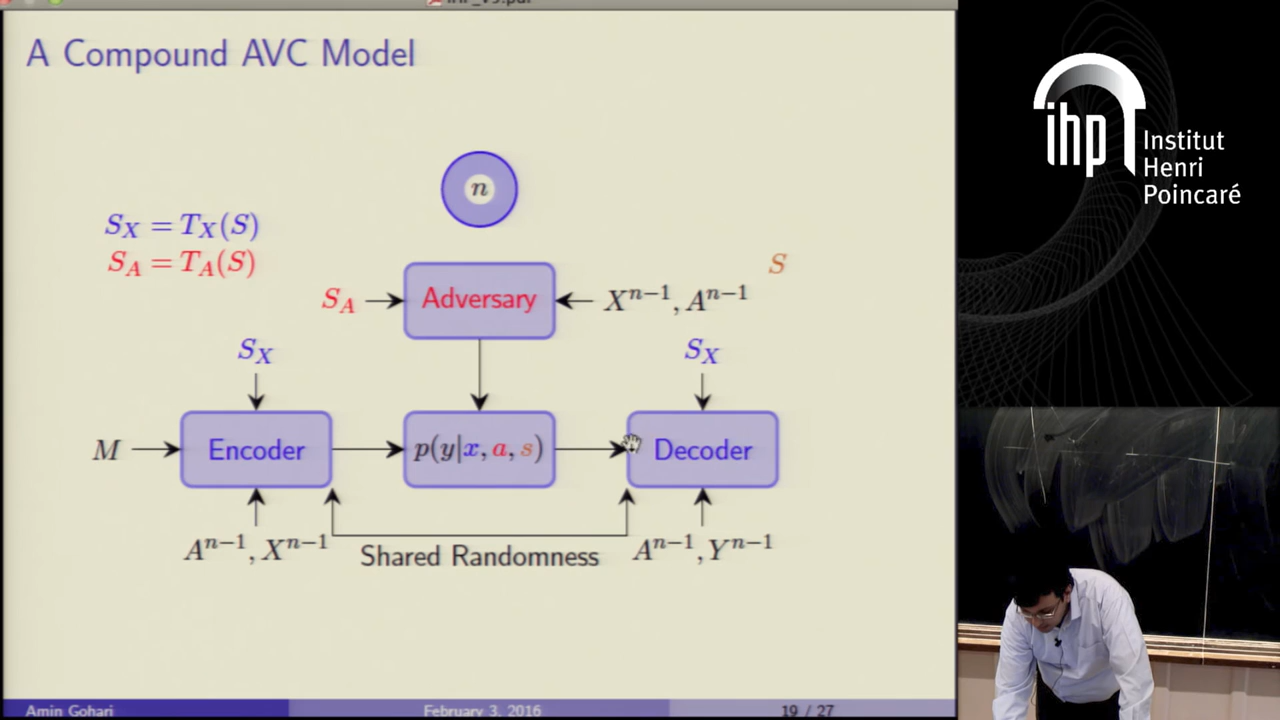 A Compound AVC Model
n
S_X = T_X(S)
S_A = T_A(S)
S
S_A
Adversary
X^{n−1}, A^{n−1}
S_X
S_X
M
Encoder
p(y|x, a, s)
Decoder
A^{n−1}, X^{n−1}
Shared Randomness
A^{n−1}, Y^{n−1}
Amin Gohari
February 3, 2016
19 / 27
ihp
Institut
Henri
Poincaré